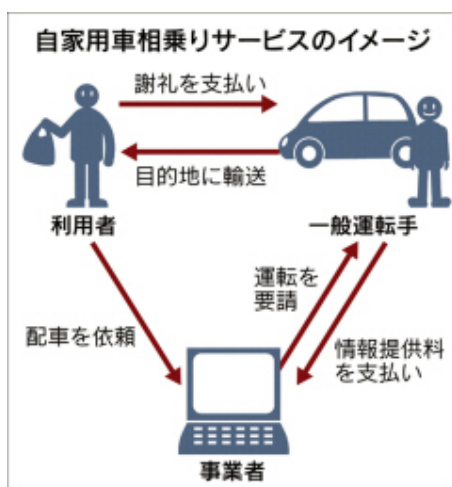 自家用車相乗りサービスのイメージ
謝礼を支払い
目的地に輸送
利用者
一般運転手
運転を
要請
配車を依頼
情報提供料
を支払い
事業者